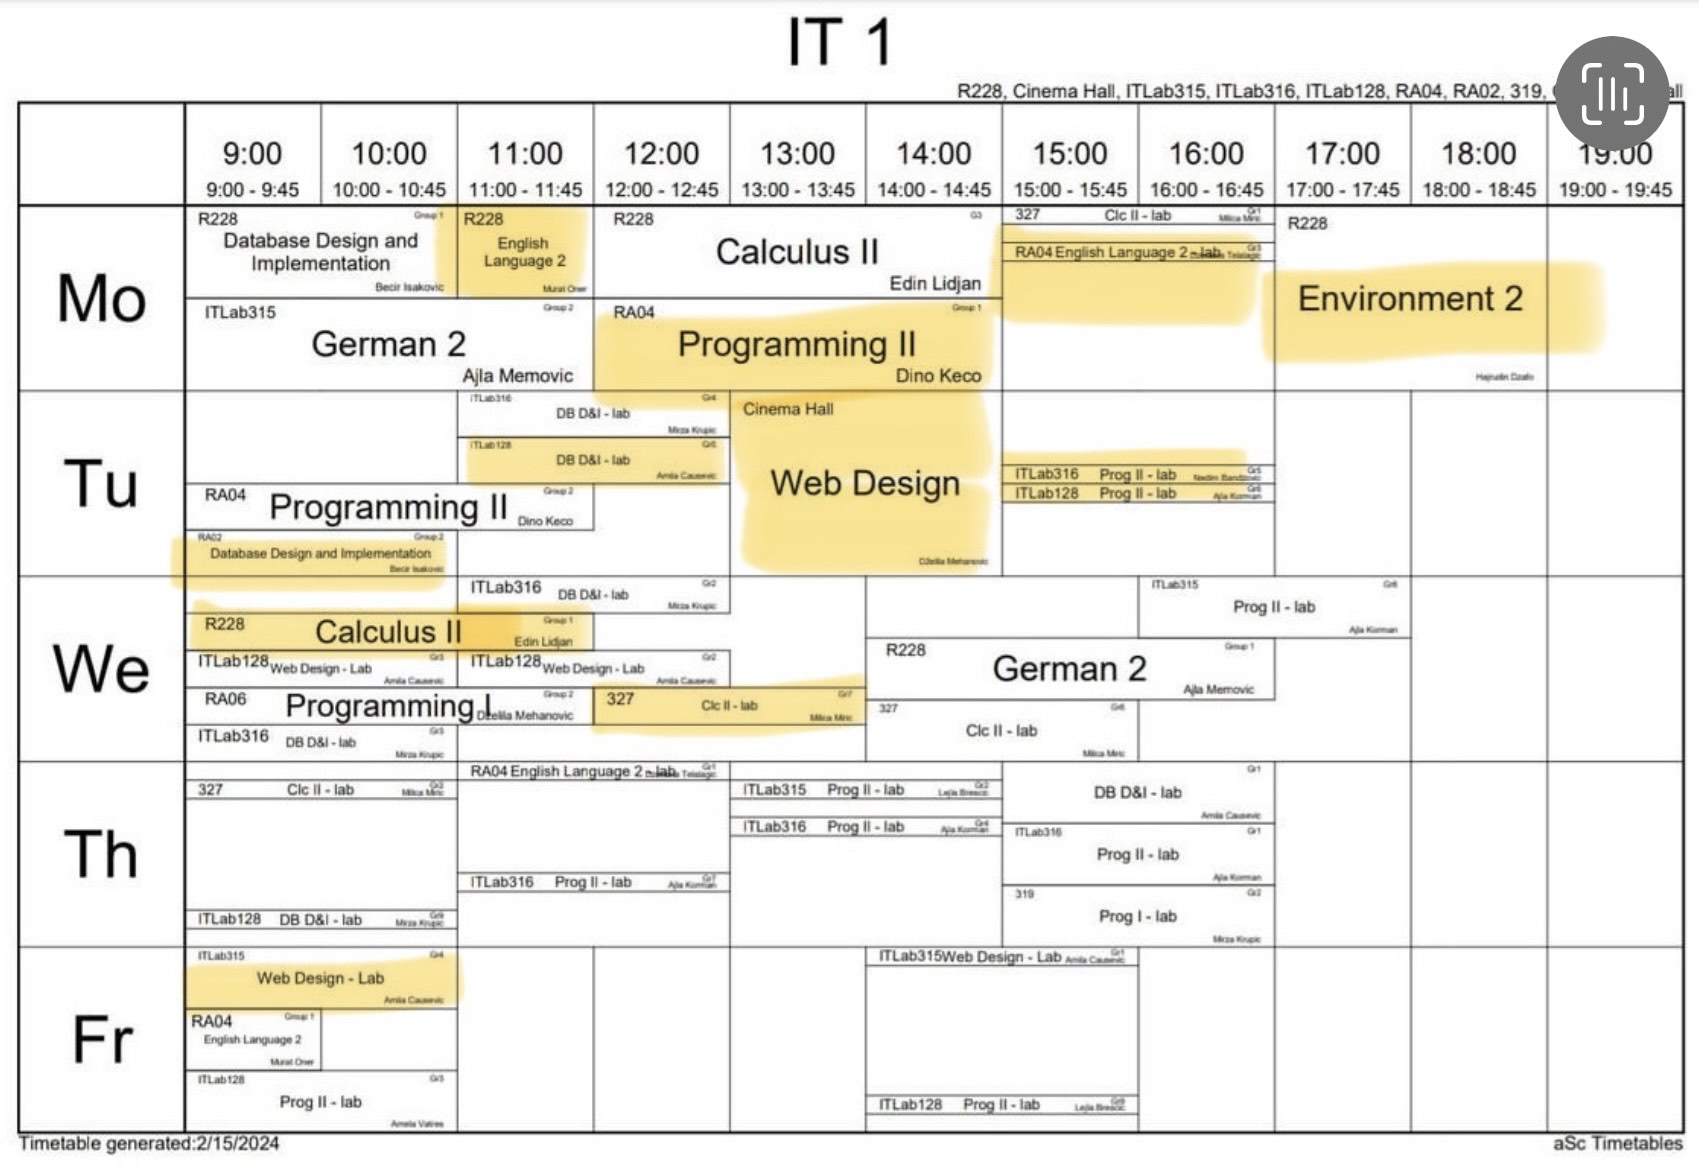 IT 1
R228, Cinema Hall, ITLab315, ITLab316, ITLab128, RA04, RA02, 319,
9:00 10:00 11:00 12:00 13:00 14:00 15:00 16:00 17:00 18:00 19:00
9:00 - 9:45 10:00 - 10:45 11:00 - 11:45 12:00 - 12:45 13:00 - 13:45 14:00 - 14:45 15:00 - 15:45 16:00 - 16:45 17:00 - 17:45 18:00 - 18:45 19:00 - 19:45
Mo
R228 Group 1
Database Design and
Implementation
Becir Isakovic
R228
English
Language 2
Murat Oner
R228 G3
Calculus II
Edin Lidjan
327 Clc II - lab Gr1
Milica Miric
RA04 English Language 2 - lab Gr3
R228
Environment 2
Hajrudin Dzafo
ITLab315 Group 2
German 2
Ajla Memovic
RA04 Group 1
Programming II
Dino Keco
Tu
ITLab316 Gr4
DB D&I - lab
Mirza Krupic
ITLab128 Gr5
DB D&I - lab
Amila Causevic
RA04 Group 2
Programming II
Dino Keco
RA02 Group 2
Database Design and Implementation
Becir Isakovic
Cinema Hall
Web Design
Dželila Mehanovic
ITLab316 Prog II - lab Gr5
ITLab128 Prog II - lab
Ajla Korman
We
ITLab316 Gr2
DB D&I - lab
Mirza Krupic
R228 Group 1
Calculus II
Edin Lidjan
ITLab128 Web Design - Lab Gr3
Amila Causevic
ITLab128 Web Design - Lab Gr2
Amila Causevic
RA06 Group 2
Programming I
Dželila Mehanovic
327 Gr7
Clc II - lab
Milica Miric
ITLab316 DB D&I - lab Gr3
Mirza Krupic
ITLab315 Gr6
Prog II - lab
Ajla Korman
R228 Group 1
German 2
Ajla Memovic
327 Gr6
Clc II - lab
Milica Miric
Th
327 Clc II - lab
Milica Miric
ITLab128 DB D&I - lab
Mirza Krupic
RA04 English Language 2 - lab Gr1
ITLab316 Prog II - lab Gr7
Ajla Korman
ITLab315 Prog II - lab Gr2
Lejla Brescic
ITLab316 Prog II - lab Gr4
Ajla Korman
Gr1
DB D&I - lab
Amila Causevic
ITLab316 Gr1
Prog II - lab
Ajla Korman
319 Gr2
Prog I - lab
Mirza Krupic
Fr
ITLab315 Gr4
Web Design - Lab
Amila Causevic
RA04 Group 1
English Language 2
Murat Oner
ITLab128 Gr3
Prog II - lab
Amela Vatres
ITLab315 Web Design - Lab Gr1
Amila Causevic
ITLab128 Prog II - lab
Lejla Brescic
Timetable generated:2/15/2024 aSc Timetables